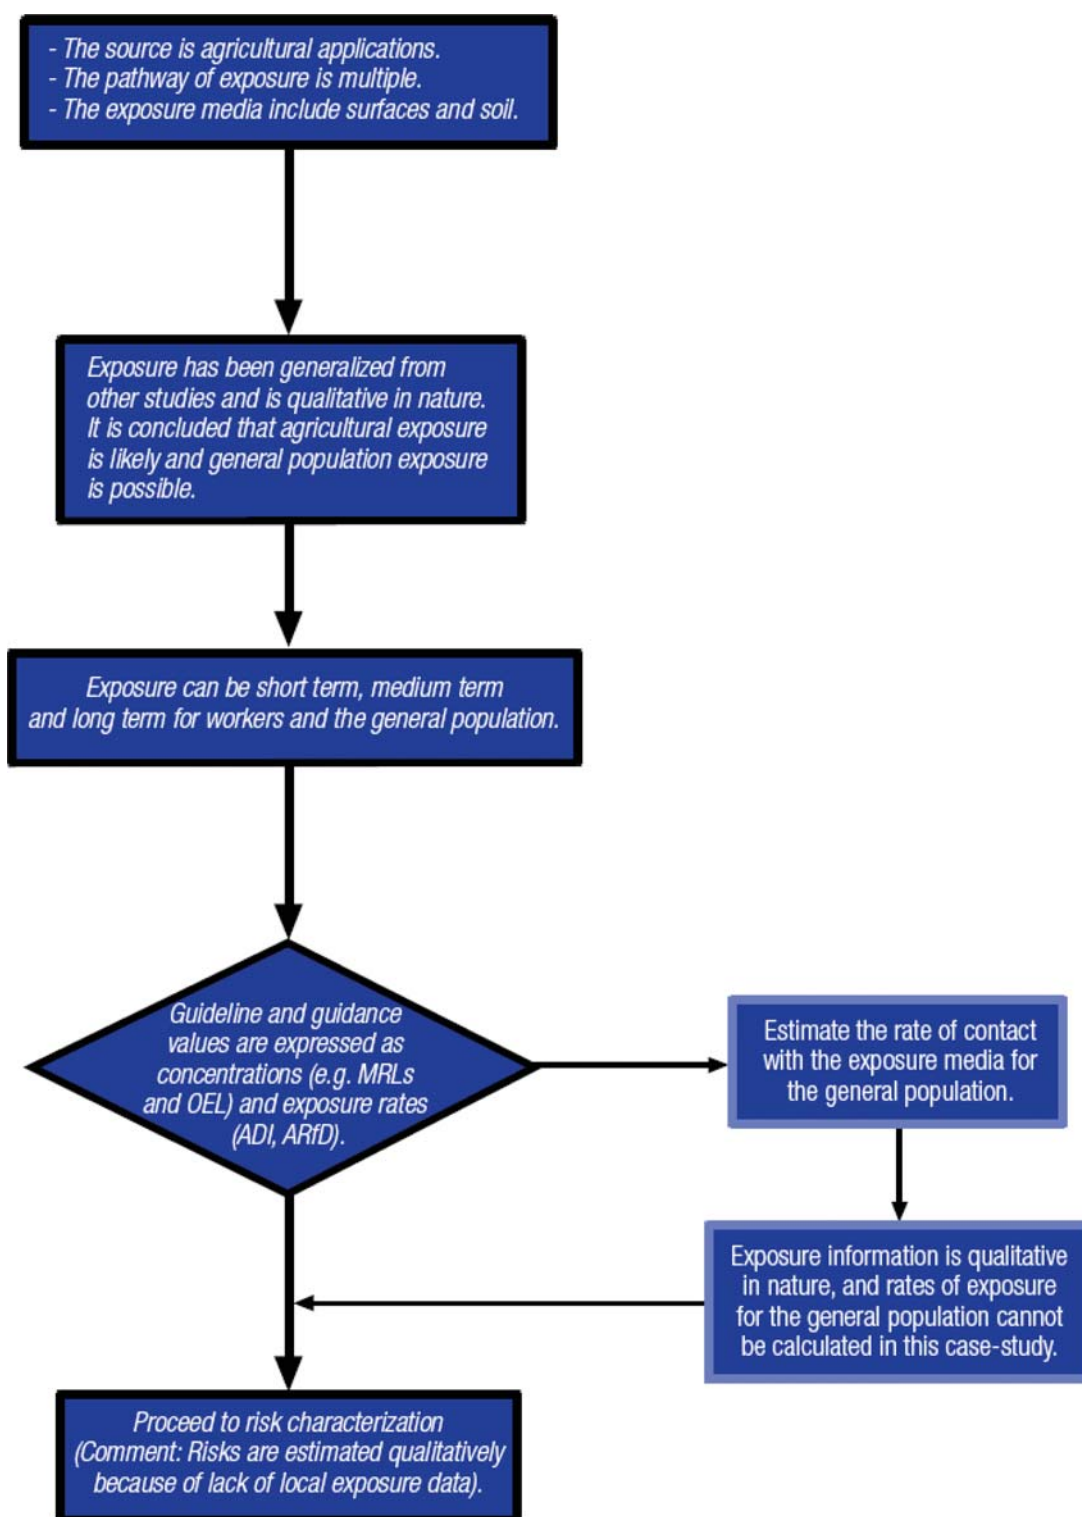 - The source is agricultural applications.
- The pathway of exposure is multiple.
- The exposure media include surfaces and soil.
Exposure has been generalized from
other studies and is qualitative in nature.
It is concluded that agricultural exposure
is likely and general population exposure
is possible.
Exposure can be short term, medium term
and long term for workers and the general population.
Guideline and guidance
values are expressed as
concentrations (e.g. MRLs
and OEL) and exposure rates
(ADI, ARfD).
Estimate the rate of contact
with the exposure media for
the general population.
Exposure information is qualitative
in nature, and rates of exposure
for the general population cannot
be calculated in this case-study.
Proceed to risk characterization
(Comment: Risks are estimated qualitatively
because of lack of local exposure data).